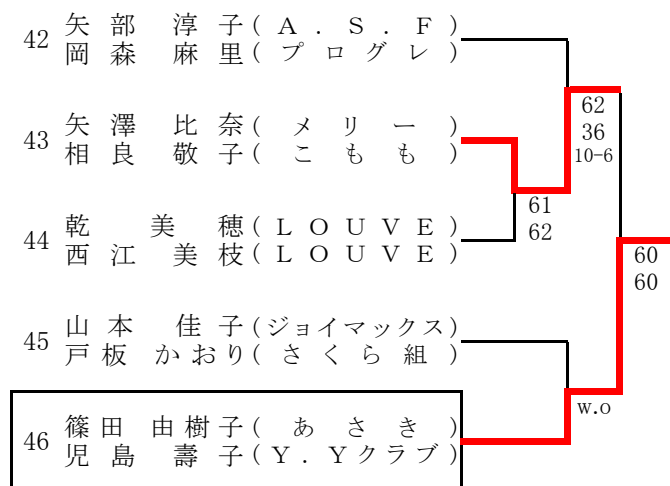 42 矢部 淳子(A.S.F)
岡森 麻里(プログレ)
43 矢澤 比奈(メリー)
相良 敬子(こもも)
44 乾 美穂(LOUVE)
西江 美枝(LOUVE)
45 山本 佳子(ジョイマックス)
戸板 かおり(さくら組)
46 篠田 由樹子(あさき)
児島 壽子(Y.Yクラブ)
61
62
62
36
10-6
w.o
60
60